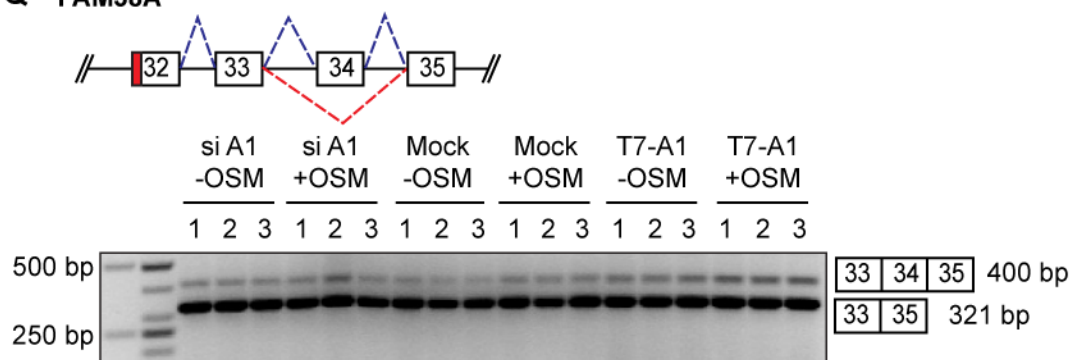 32 33 34 35
si A1 si A1 Mock Mock T7-A1 T7-A1
-OSM +OSM -OSM +OSM -OSM +OSM
1 2 3 1 2 3 1 2 3 1 2 3 1 2 3 1 2 3
500 bp 33 34 35 400 bp
250 bp 33 35 321 bp